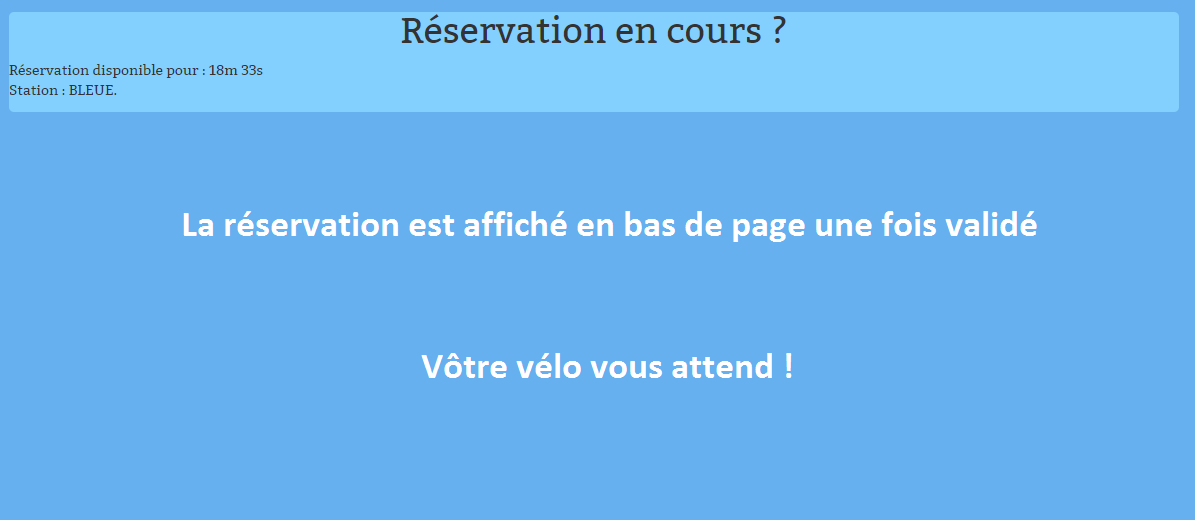 Réservation en cours ?
Réservation disponible pour : 18m 33s
Station : BLEUE.
La réservation est affiché en bas de page une fois validé
Vôtre vélo vous attend !